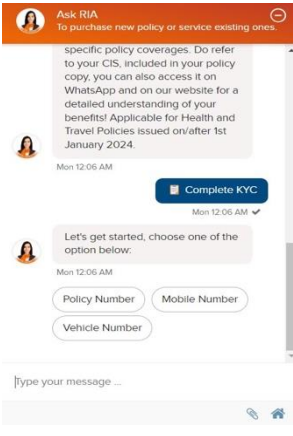 Ask RIA
To purchase new policy or service existing ones.
specific policy coverages. Do refer
to your CIS, included in your policy
copy, you can also access it on
WhatsApp and on our website for a
detailed understanding of your
benefits! Applicable for Health and
Travel Policies issued on/after 1st
January 2024.
Mon 12:06 AM
Complete KYC
Mon 12:06 AM
Let's get started, choose one of the
option below:
Mon 12:06 AM
Policy Number Mobile Number
Vehicle Number
Type your message ...